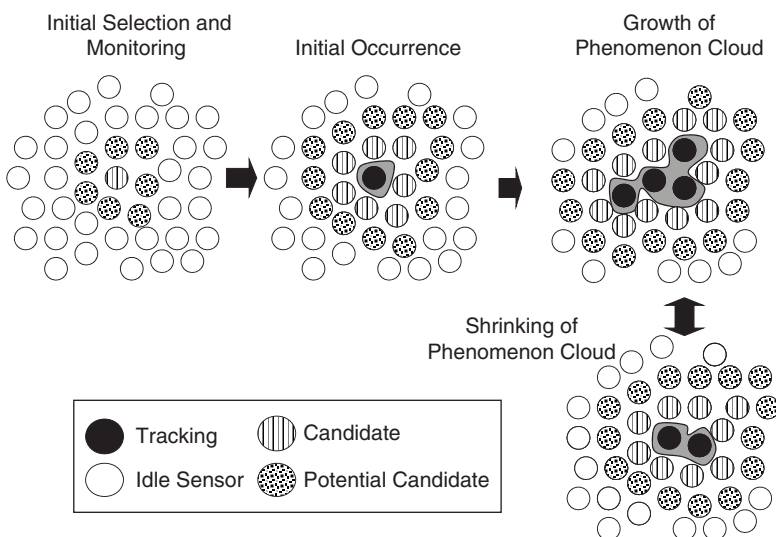 Initial Selection and
Monitoring
Initial Occurrence
Growth of
Phenomenon Cloud
Shrinking of
Phenomenon Cloud
Tracking
Candidate
Idle Sensor
Potential Candidate